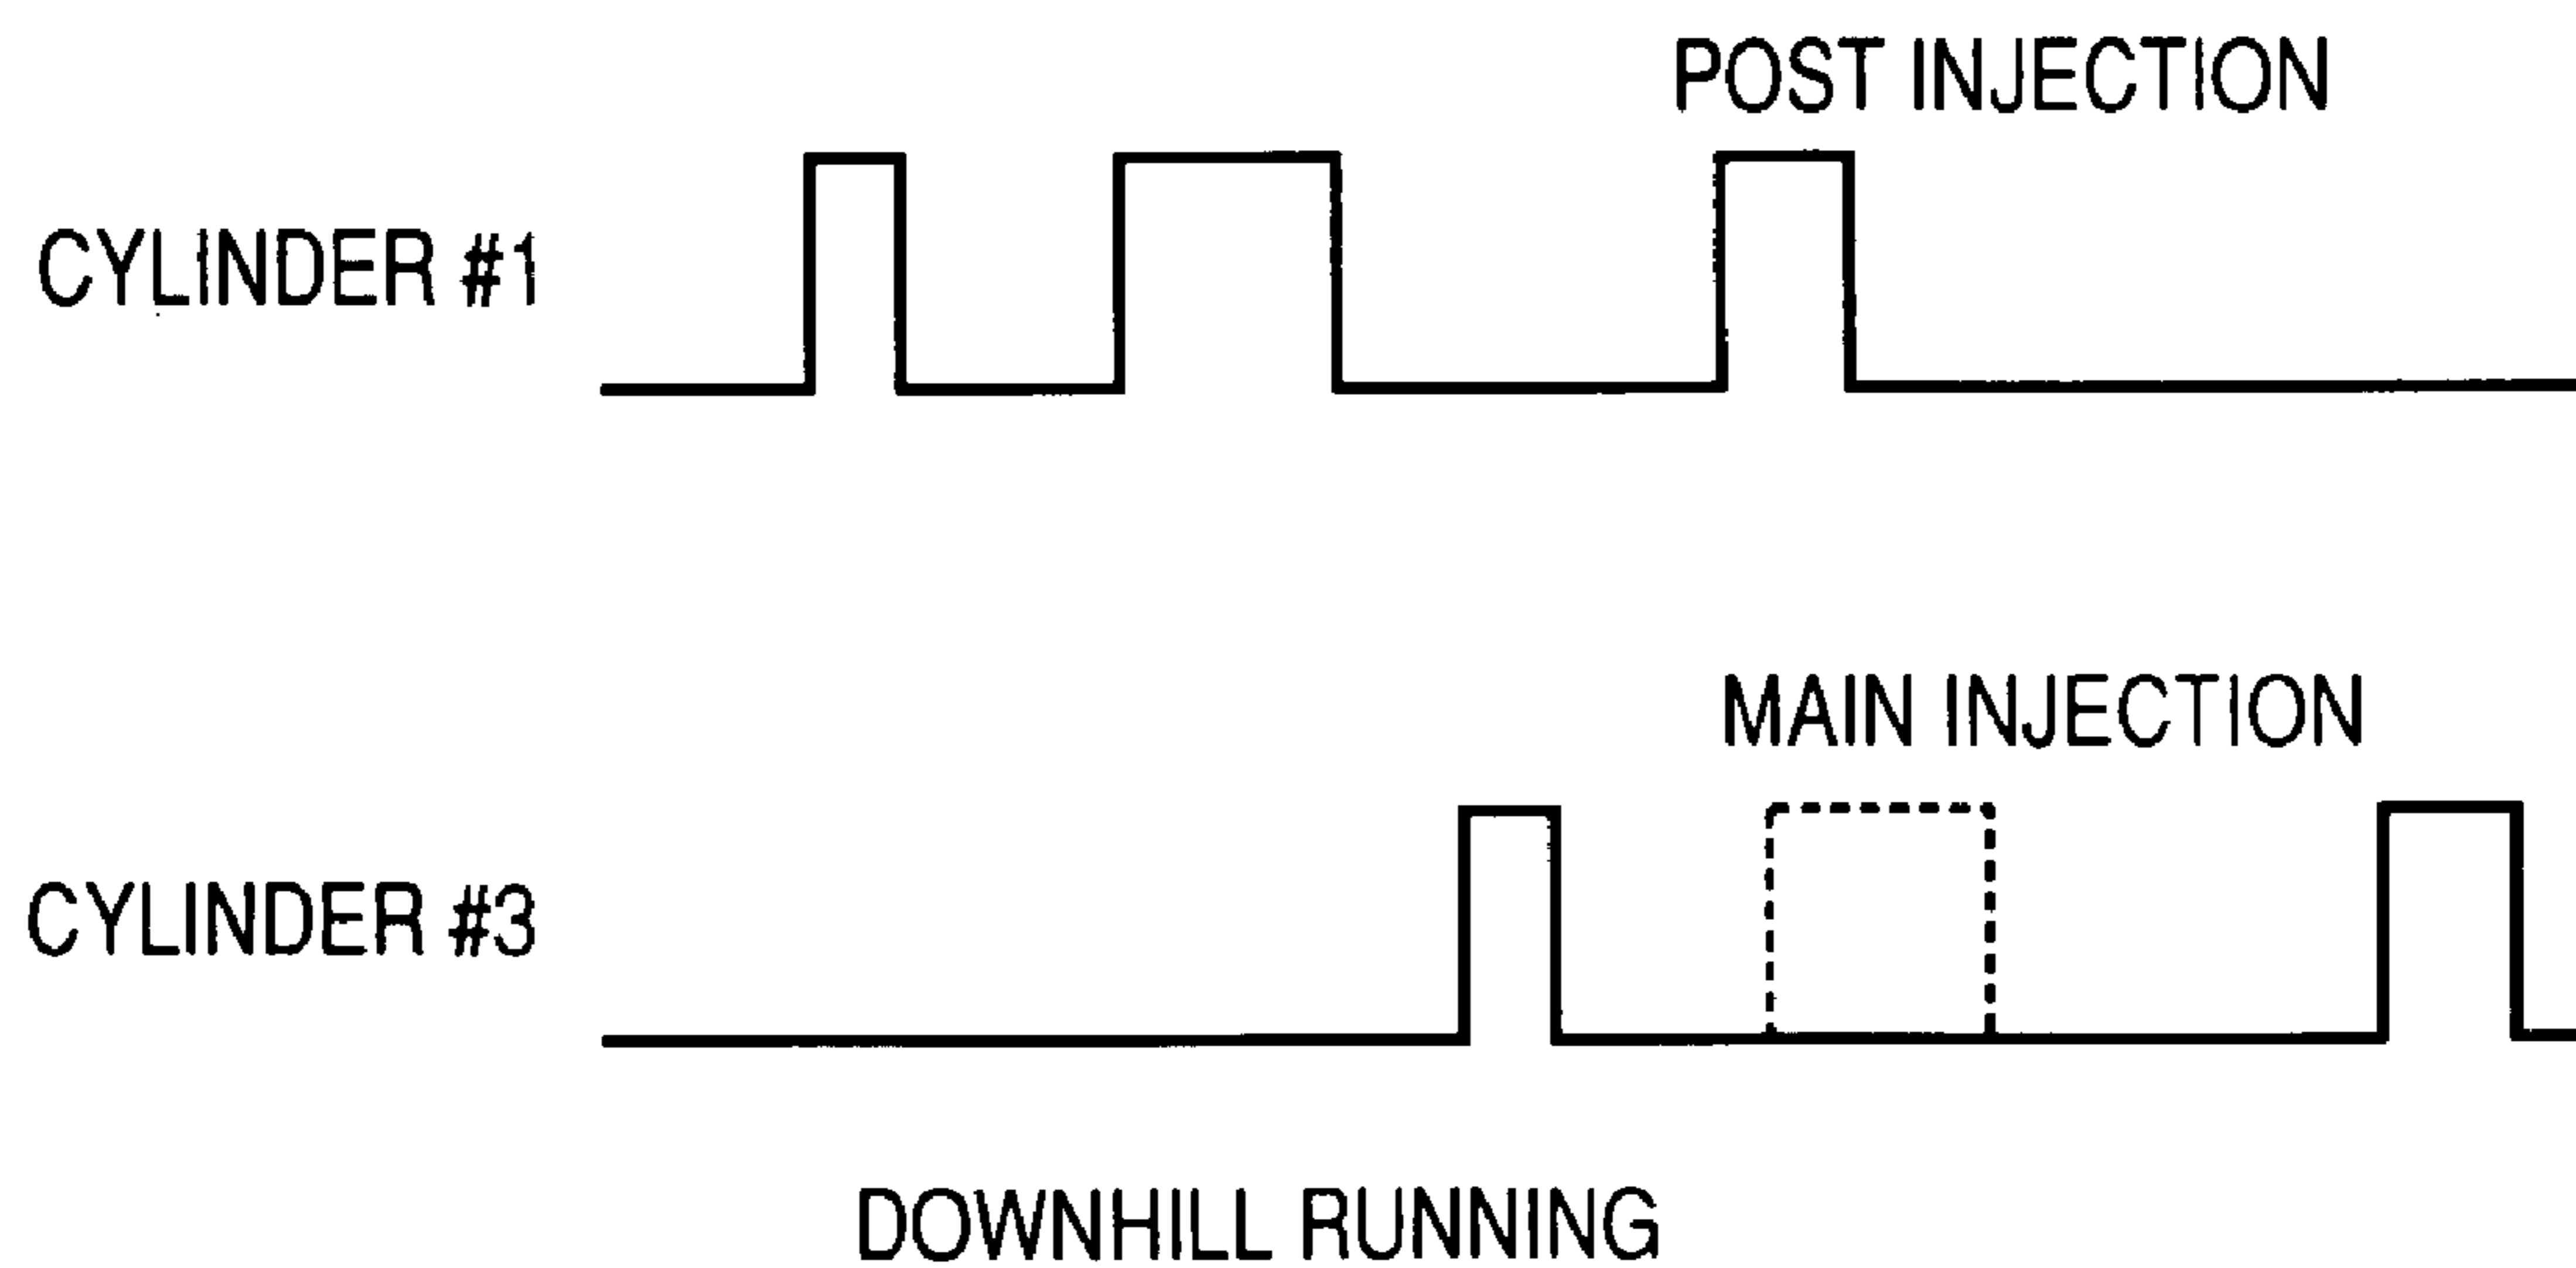 POST INJECTION
CYLINDER #1
MAIN INJECTION
CYLINDER #3
DOWNHILL RUNNING